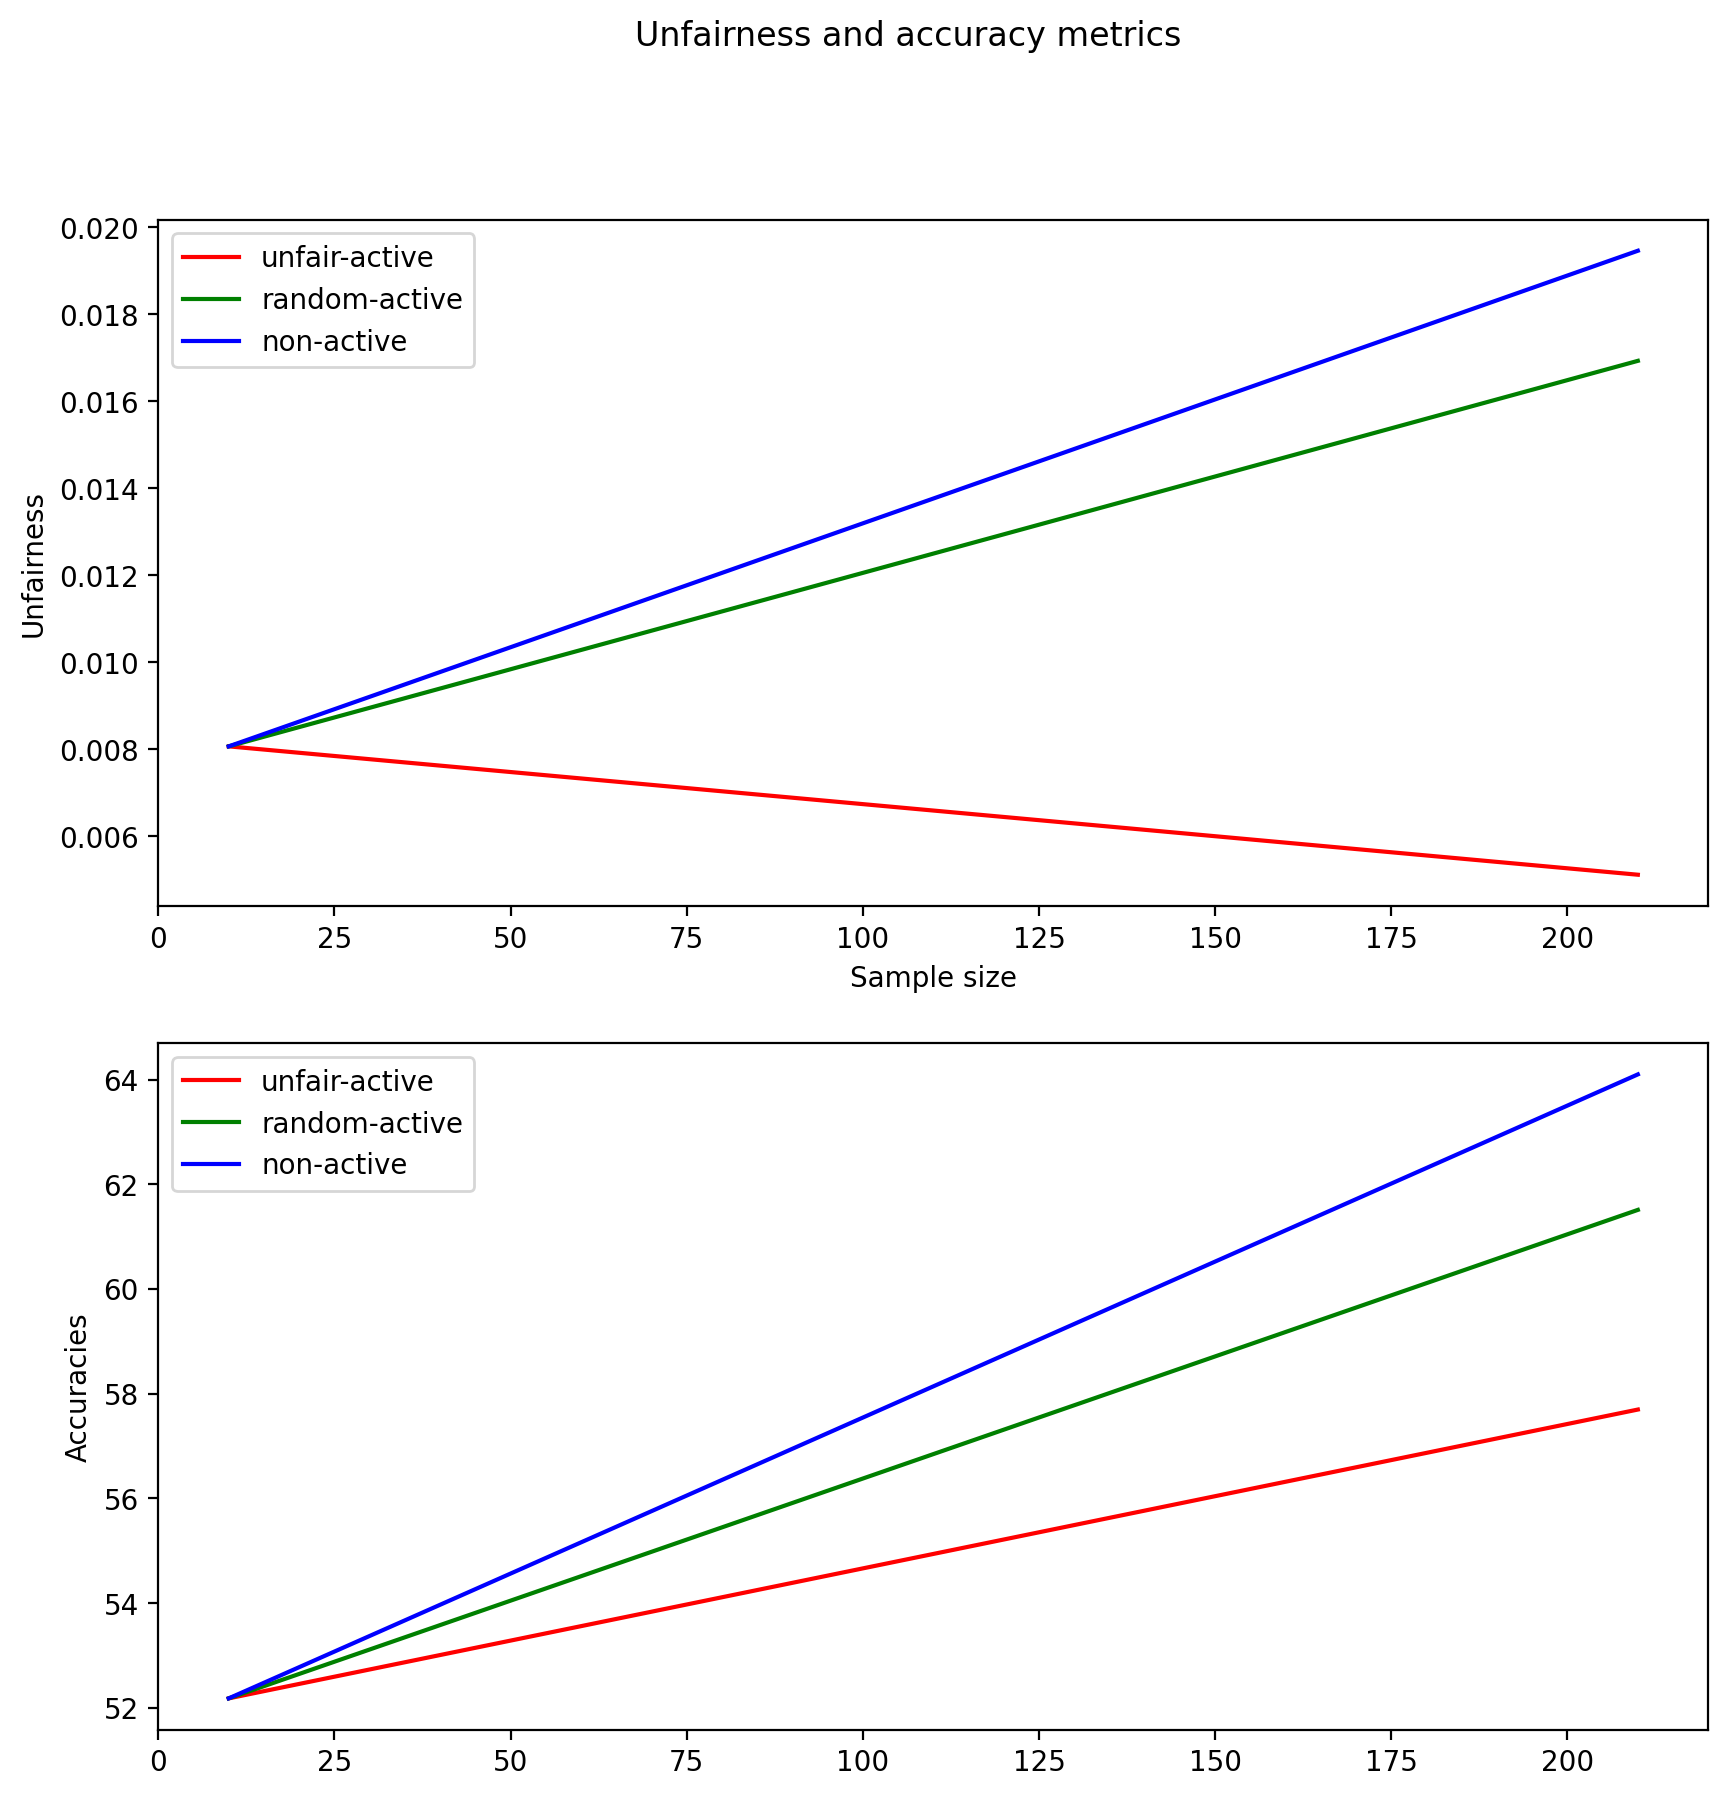 Unfairness and accuracy metrics
0.020
0.018
0.016
0.014
0.012
0.010
0.008
0.006
Unfairness
unfair-active
random-active
non-active
0 25 50 75 100 125 150 175 200
Sample size
64
62
60
58
56
54
52
Accuracies
unfair-active
random-active
non-active
0 25 50 75 100 125 150 175 200